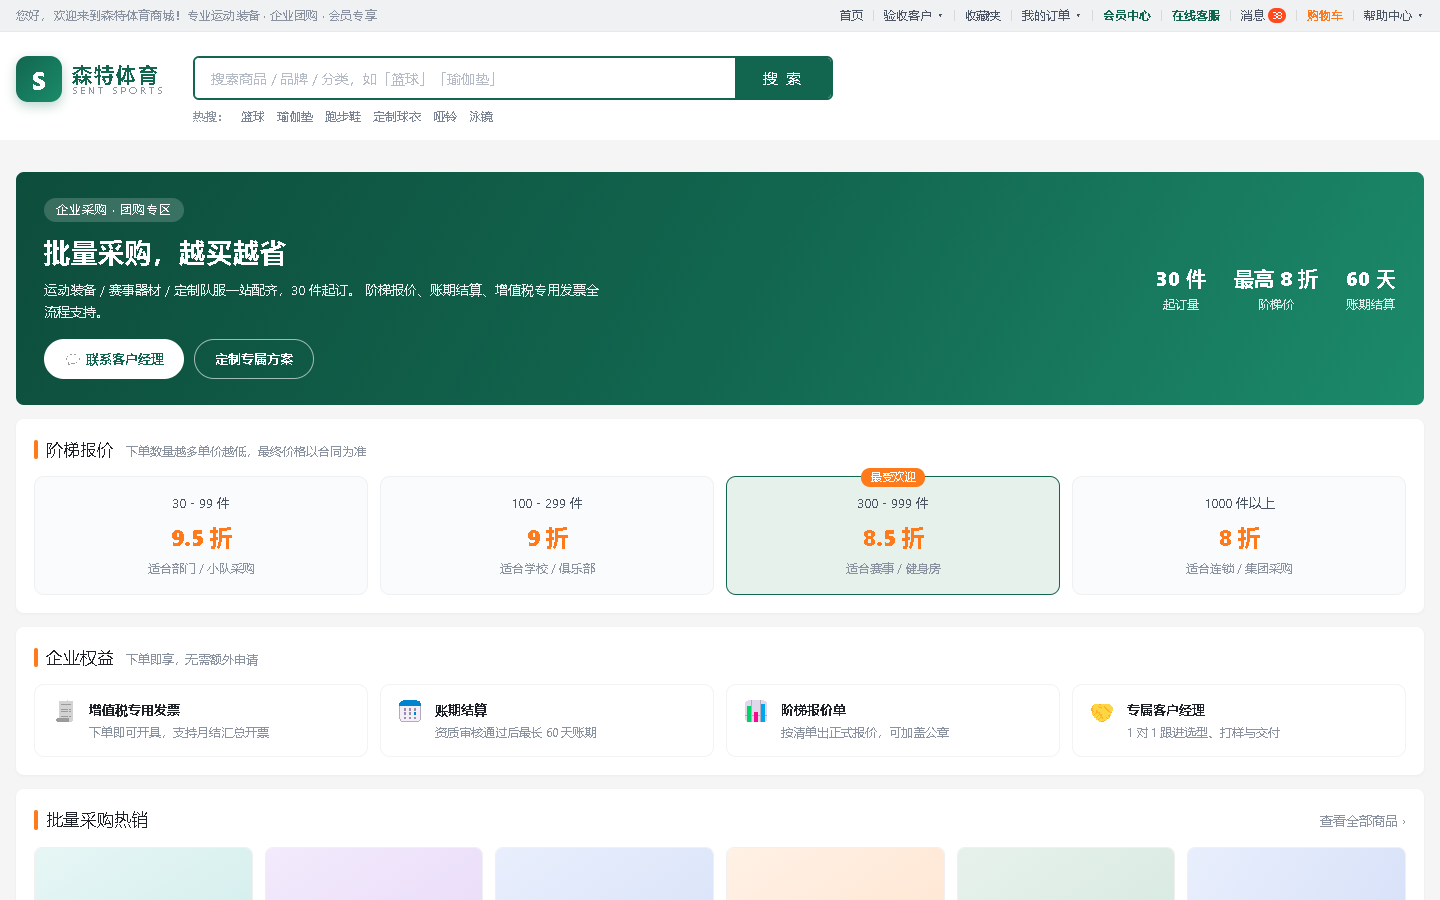 您好，欢迎来到森特体育商城！专业运动装备 · 企业团购 · 会员专享
首页
验收客户
收藏夹
我的订单
会员中心
在线客服
消息 38
购物车
帮助中心
S
森特体育
SENT SPORTS
搜索商品 / 品牌 / 分类，如「篮球」「瑜伽垫」
搜 索
热搜： 篮球 瑜伽垫 跑步鞋 定制球衣 哑铃 泳镜
企业采购 · 团购专区
批量采购，越买越省
运动装备 / 赛事器材 / 定制队服一站配齐，30 件起订。 阶梯报价、账期结算、增值税专用发票全
流程支持。
联系客户经理
定制专属方案
30 件
起订量
最高 8 折
阶梯价
60 天
账期结算
阶梯报价 下单数量越多单价越低，最终价格以合同为准
30 - 99 件
9.5 折
适合部门 / 小队采购
100 - 299 件
9 折
适合学校 / 俱乐部
最受欢迎
300 - 999 件
8.5 折
适合赛事 / 健身房
1000 件以上
8 折
适合连锁 / 集团采购
企业权益 下单即享，无需额外申请
增值税专用发票
下单即可开具，支持月结汇总开票
账期结算
资质审核通过后最长 60 天账期
阶梯报价单
按清单出正式报价，可加盖公章
专属客户经理
1 对 1 跟进选型、打样与交付
批量采购热销
查看全部商品 ›